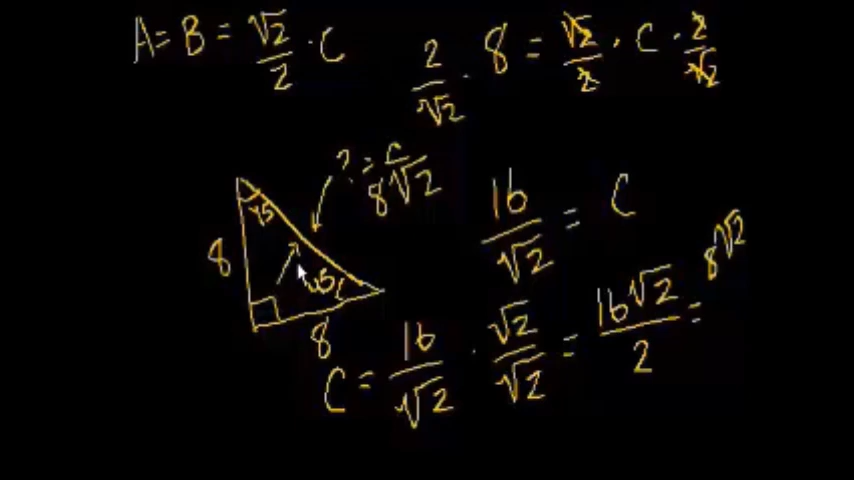 A = B = √2/2 · C
2/√2 · 8 = √2/2 · C · 2/√2
? = C
8√2
45
8
45
8
16/√2 = C
C = 16/√2 · √2/√2 = 16√2/2 = 8√2